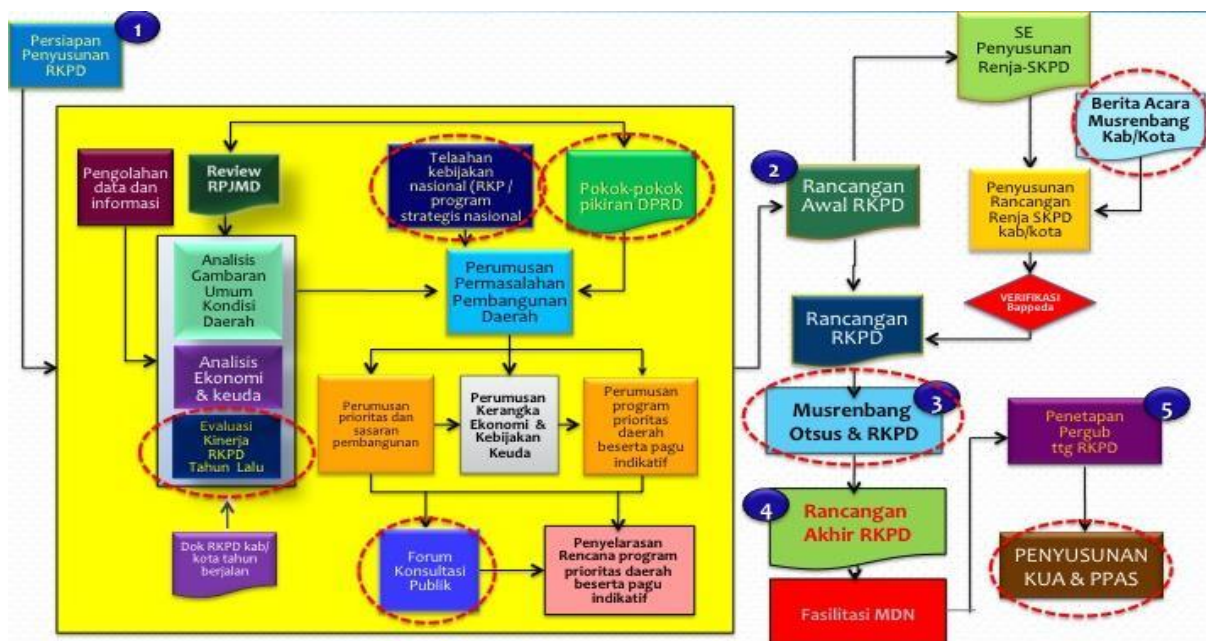 1
Persiapan
Penyusunan
RKPD
Pengolahan
data dan
informasi
Review
RPJMD
Telaahan
kebijakan
nasional (RKP /
program
strategis nasional
Pokok-pokok
pikiran DPRD
Analisis
Gambaran
Umum
Kondisi
Daerah
Analisis
Ekonomi
& keuda
Evaluasi
Kinerja
RKPD
Tahun Lalu
Dok RKPD kab/
kota tahun
berjalan
Perumusan
Permasalahan
Pembangunan
Daerah
Perumusan
prioritas dan
sasaran
pembangunan
Perumusan
Kerangka
Ekonomi &
Kebijakan
Keuda
Perumusan
program
prioritas
daerah
beserta pagu
indikatif
Forum
Konsultasi
Publik
Penyelarasan
Rencana program
prioritas daerah
beserta pagu
indikatif
2
Rancangan
Awal RKPD
SE
Penyusunan
Renja-SKPD
Berita Acara
Musrenbang
Kab/Kota
Penyusunan
Rancangan
Renja SKPD
kab/kota
VERIFIKASI
Bappeda
Rancangan
RKPD
3
Musrenbang
Otsus & RKPD
4
Rancangan
Akhir RKPD
Fasilitasi MDN
5
Penetapan
Pergub
ttg RKPD
PENYUSUNAN
KUA & PPAS